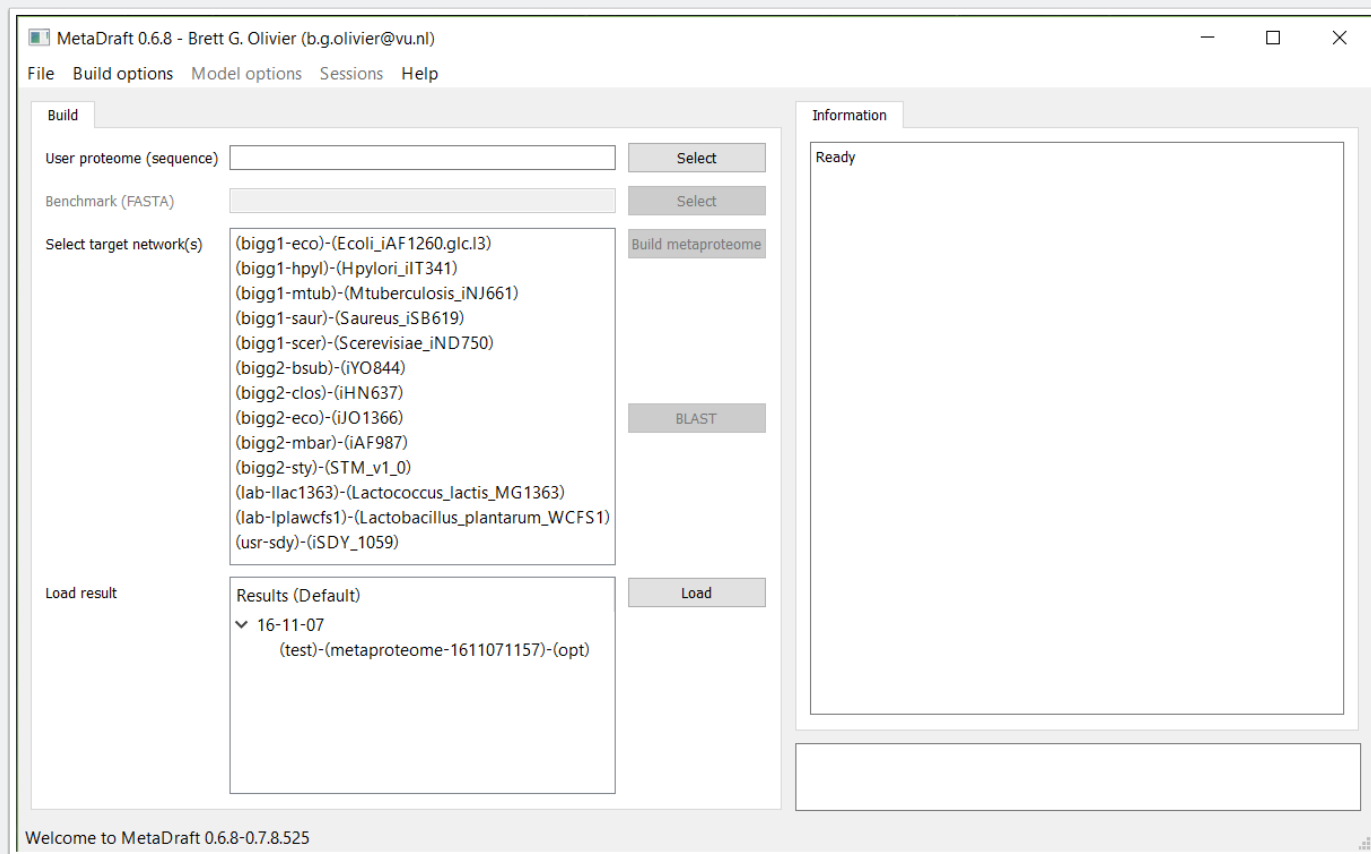 MetaDraft 0.6.8 - Brett G. Olivier (b.g.olivier@vu.nl)
File Build options Model options Sessions Help
Build
User proteome (sequence) Select
Benchmark (FASTA) Select
Select target network(s)
(bigg1-eco)-(Ecoli_iAF1260.glc.l3)
(bigg1-hpyl)-(Hpylori_iIT341)
(bigg1-mtub)-(Mtuberculosis_iNJ661)
(bigg1-saur)-(Saureus_iSB619)
(bigg1-scer)-(Scerevisiae_iND750)
(bigg2-bsub)-(iYO844)
(bigg2-clos)-(iHN637)
(bigg2-eco)-(iJO1366)
(bigg2-mbar)-(iAF987)
(bigg2-sty)-(STM_v1_0)
(lab-llac1363)-(Lactococcus_lactis_MG1363)
(lab-lplawcfs1)-(Lactobacillus_plantarum_WCFS1)
(usr-sdy)-(iSDY_1059)
Build metaproteome
BLAST
Load result
Results (Default)
16-11-07
(test)-(metaproteome-1611071157)-(opt)
Load
Information
Ready
Welcome to MetaDraft 0.6.8-0.7.8.525